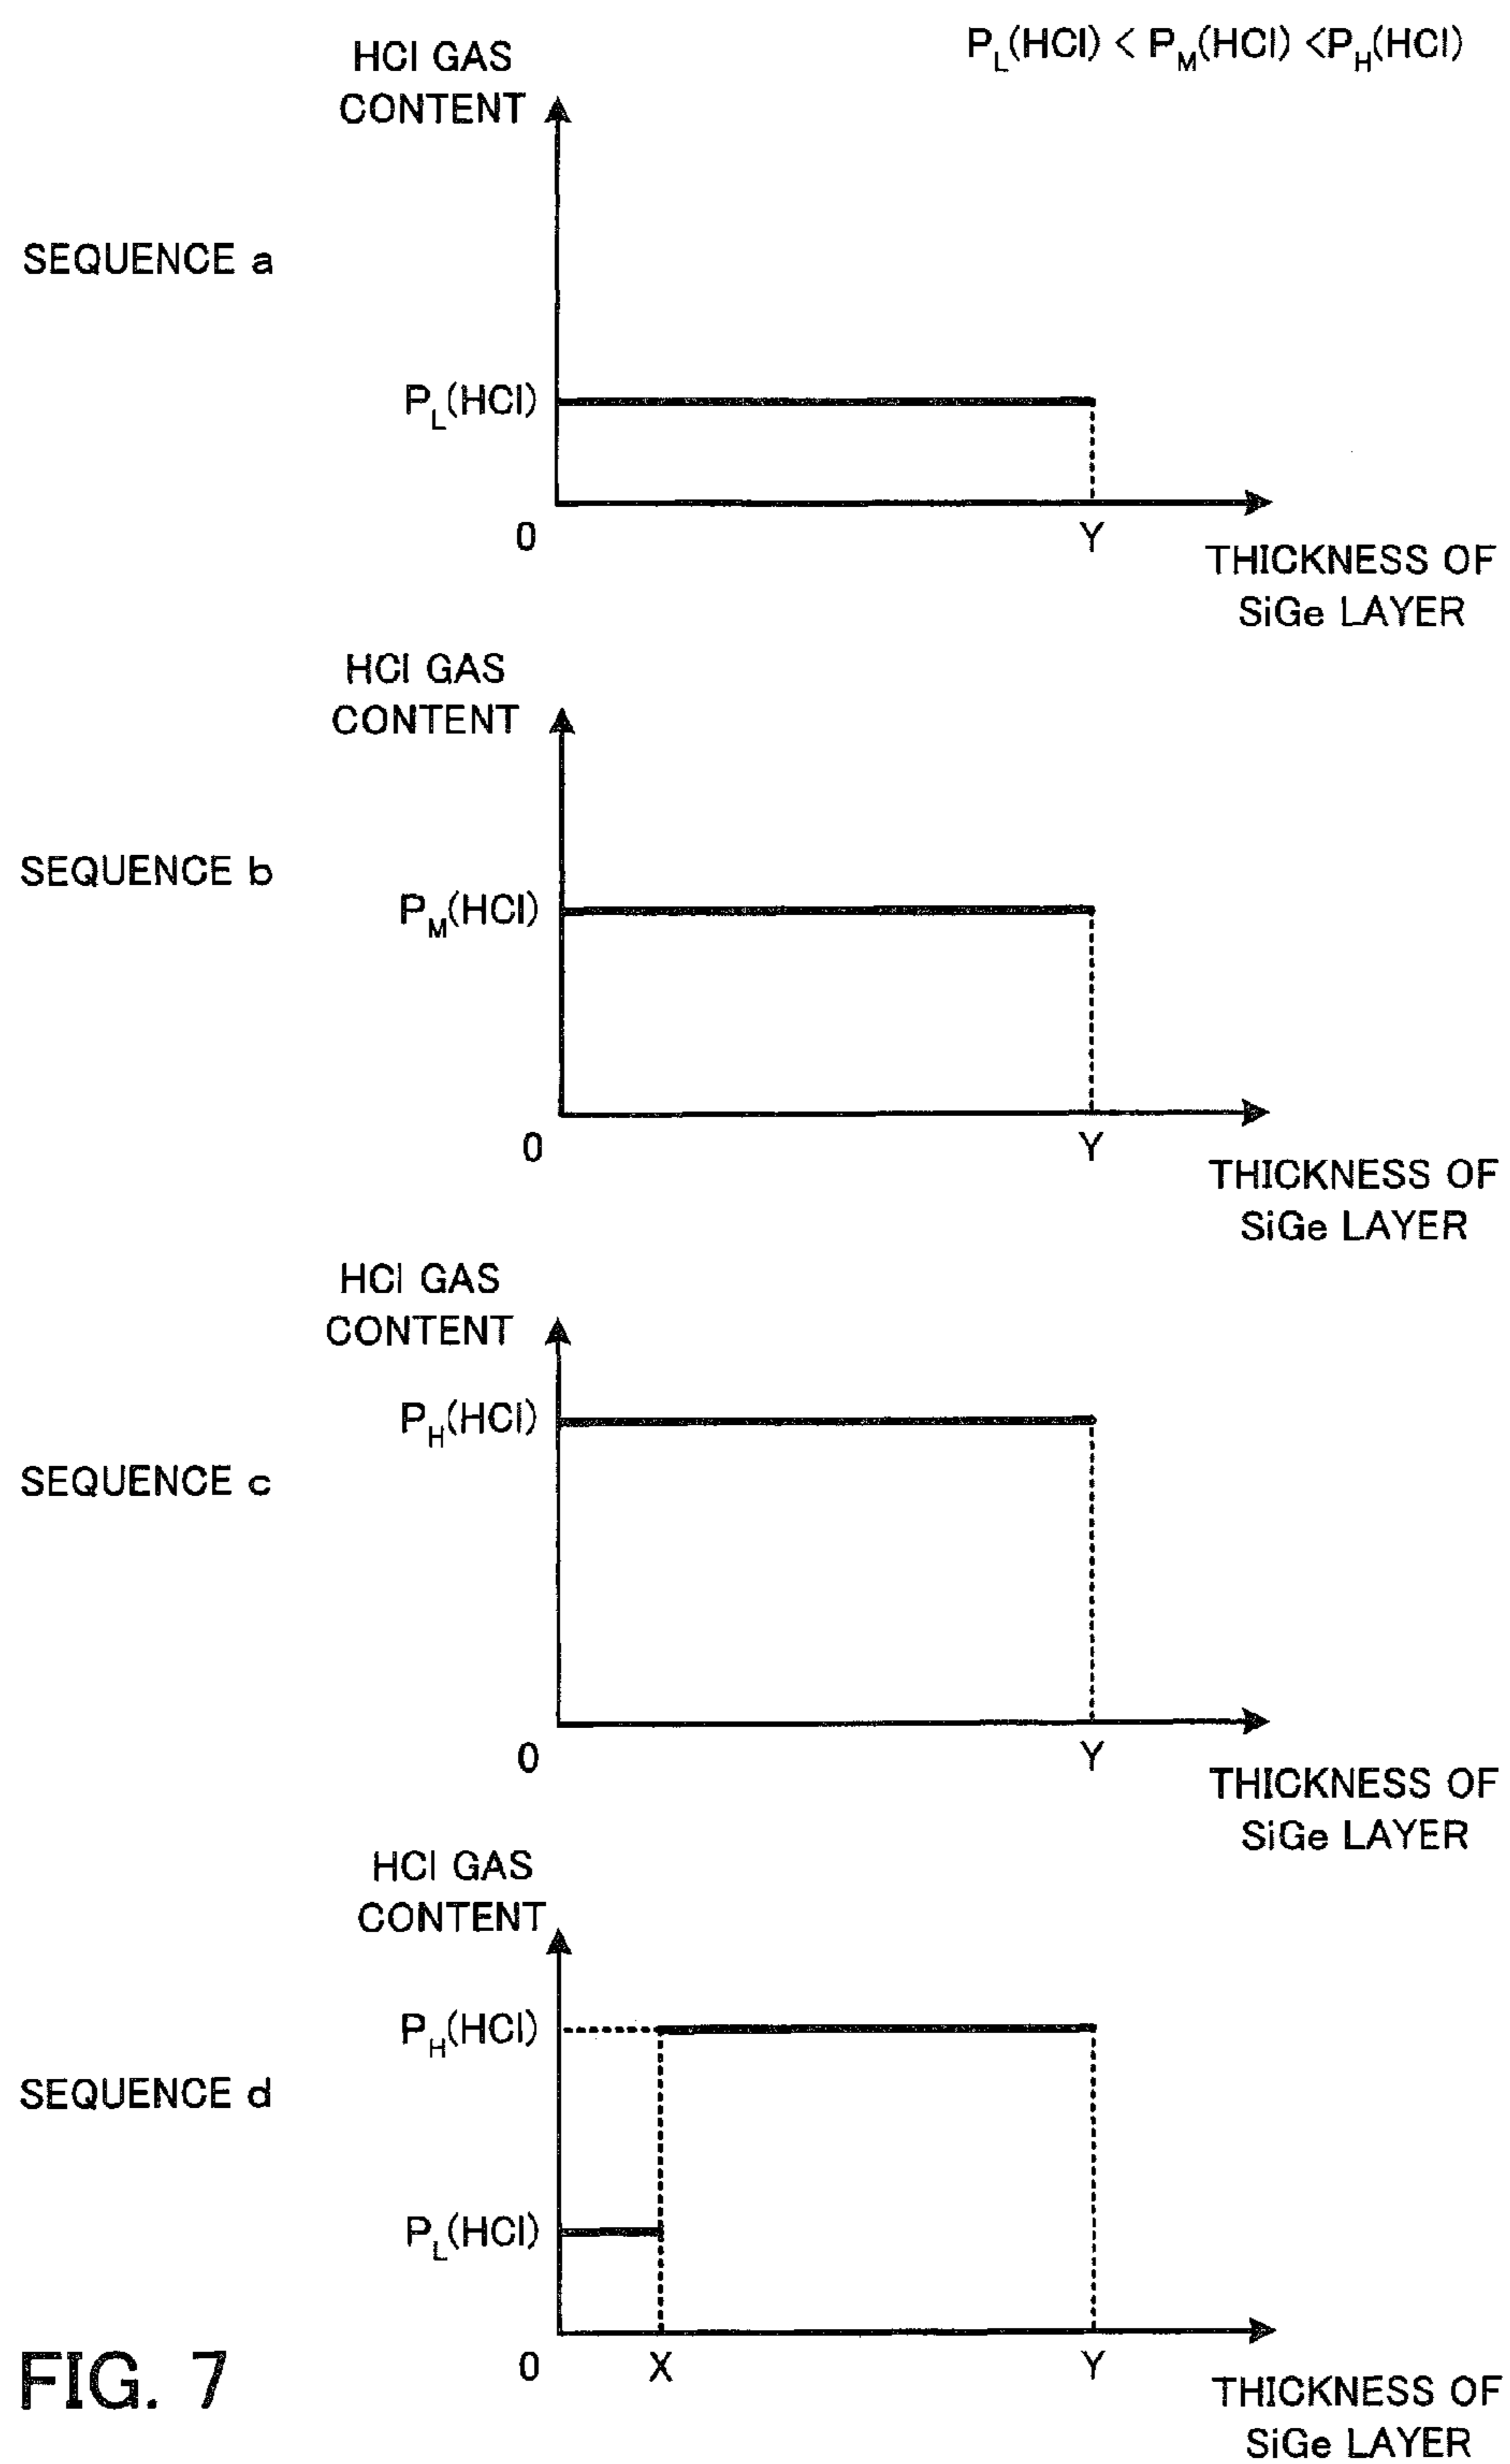 P_L(HCl) < P_M(HCl) <P_H(HCl)
HCl GAS
CONTENT
SEQUENCE a
P_L(HCl)
0
Y
THICKNESS OF
SiGe LAYER
HCl GAS
CONTENT
SEQUENCE b
P_M(HCl)
0
Y
THICKNESS OF
SiGe LAYER
HCl GAS
CONTENT
P_H(HCl)
SEQUENCE c
0
Y
THICKNESS OF
SiGe LAYER
HCl GAS
CONTENT
P_H(HCl)
SEQUENCE d
P_L(HCl)
0
X
Y
THICKNESS OF
SiGe LAYER
FIG. 7